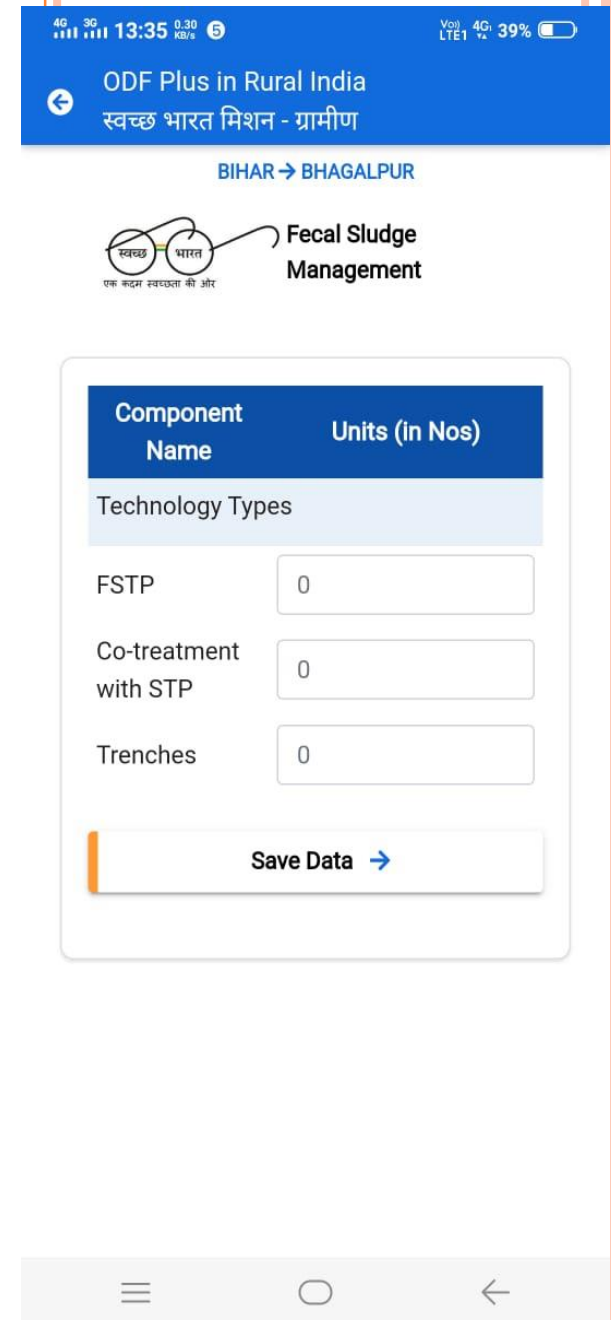 4G 3G 13:35 0.30 KB/s 5 Vo)) LTE1 4G 39%
ODF Plus in Rural India
स्वच्छ भारत मिशन - ग्रामीण
BIHAR → BHAGALPUR
स्वच्छ भारत
एक कदम स्वच्छता की ओर
Fecal Sludge
Management
Component
Name
Units (in Nos)
Technology Types
FSTP 0
Co-treatment
with STP
0
Trenches 0
Save Data →